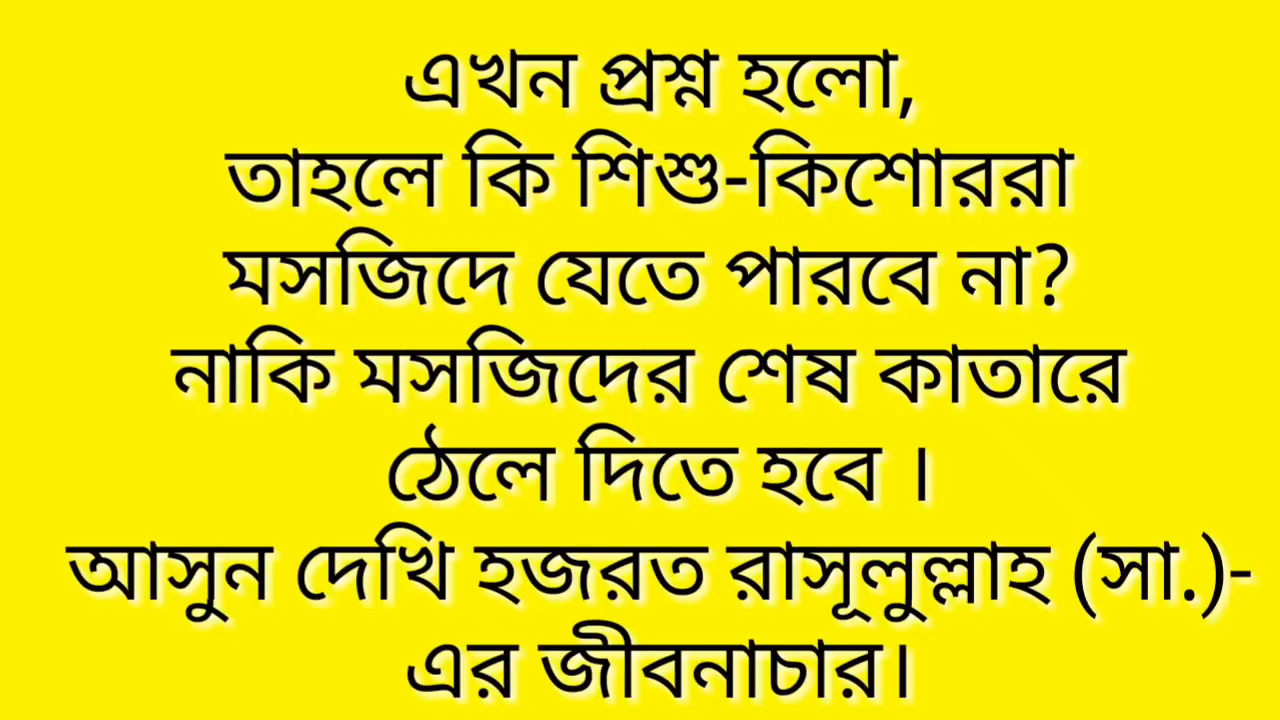 এখন প্রশ্ন হলো,
তাহলে কি শিশু-কিশোররা
মসজিদে যেতে পারবে না?
নাকি মসজিদের শেষ কাতারে
ঠেলে দিতে হবে ।
আসুন দেখি হজরত রাসূলুল্লাহ (সা.)-
এর জীবনাচার।